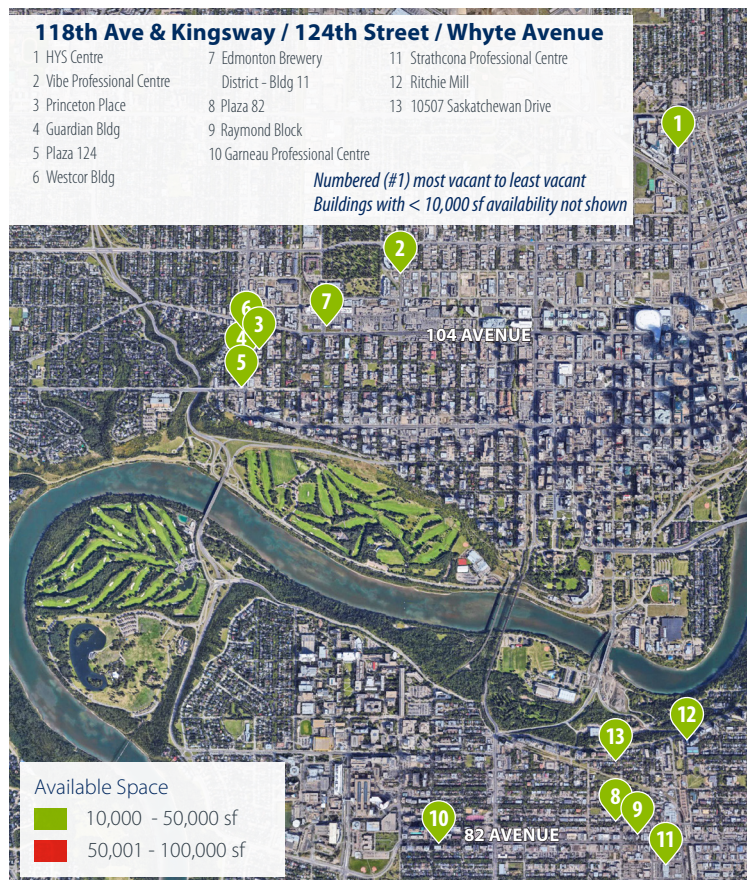 118th Ave & Kingsway / 124th Street / Whyte Avenue
1 HYS Centre
2 Vibe Professional Centre
3 Princeton Place
4 Guardian Bldg
5 Plaza 124
6 Westcor Bldg
7 Edmonton Brewery
District - Bldg 11
8 Plaza 82
9 Raymond Block
10 Garneau Professional Centre
11 Strathcona Professional Centre
12 Ritchie Mill
13 10507 Saskatchewan Drive
Numbered (#1) most vacant to least vacant
Buildings with < 10,000 sf availability not shown
1
2
6
7
3
4
5
104 AVENUE
12
13
8
9
10
82 AVENUE
11
Available Space
10,000 - 50,000 sf
50,001 - 100,000 sf